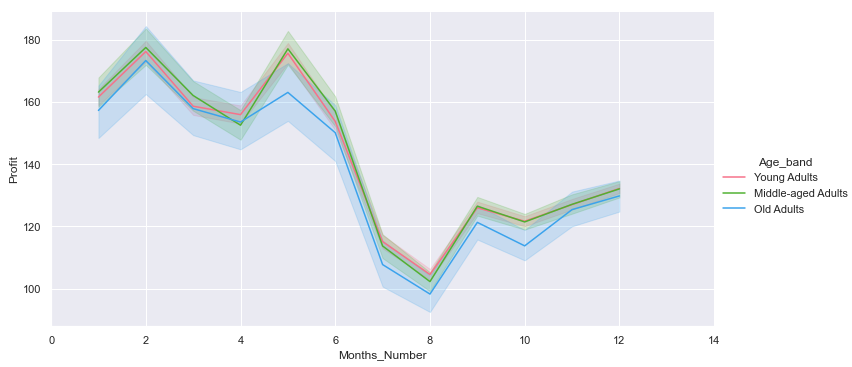 180
160
140
120
100
Profit
0 2 4 6 8 10 12 14
Months_Number
Age_band
Young Adults
Middle-aged Adults
Old Adults